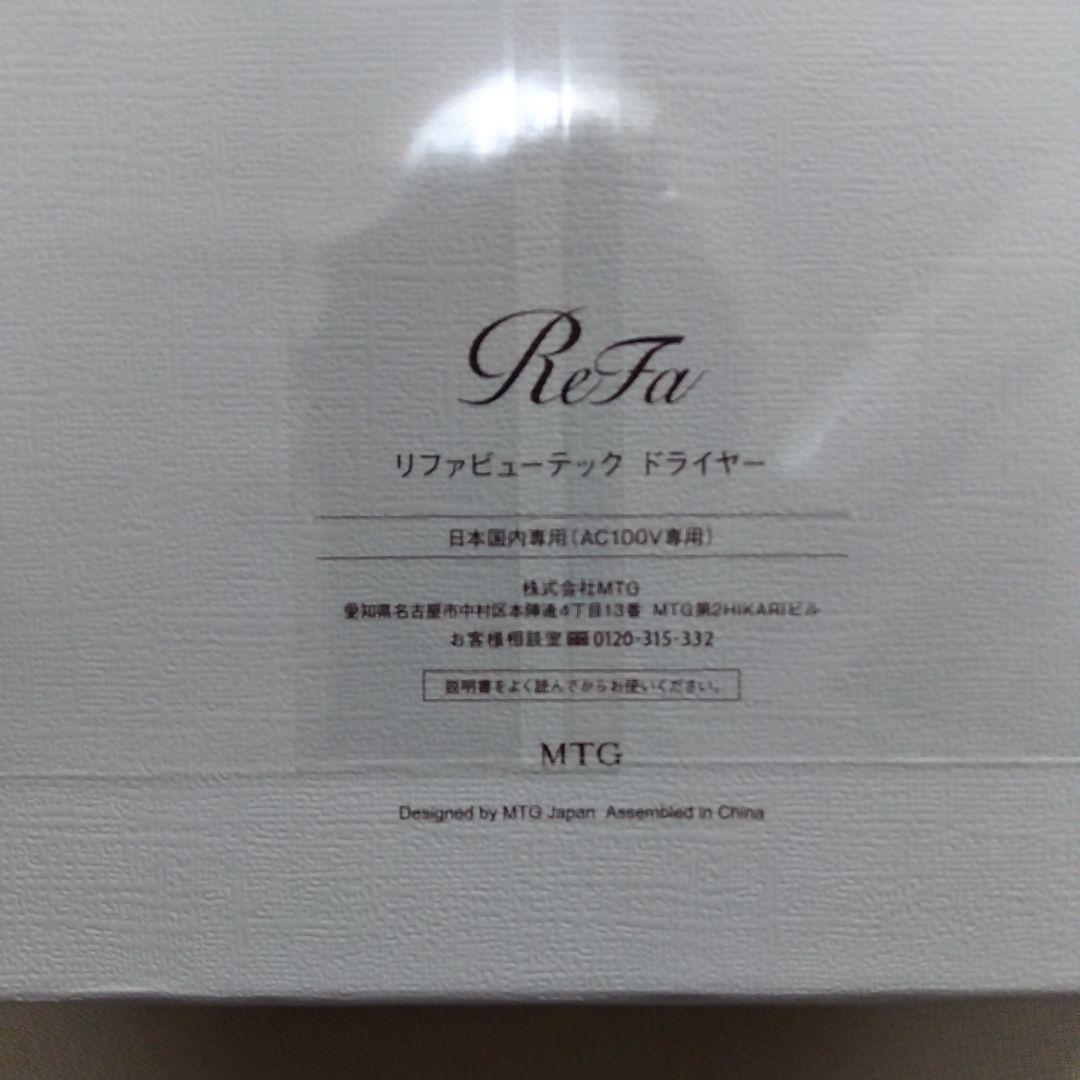 ReFa
リファビューテック ドライヤー
日本国内専用(AC100V専用)
株式会社MTG
愛知県名古屋市中村区本陣通4丁目13番 MTG第2HIKARIビル
お客様相談室 0120-315-332
説明書をよく読んでからお使いください。
MTG
Designed by MTG Japan Assembled in China